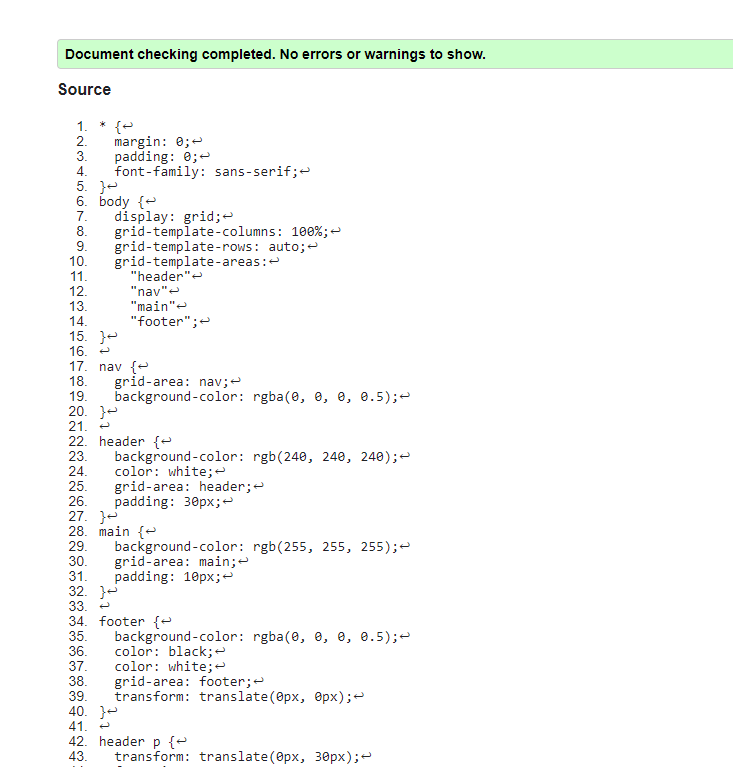 Document checking completed. No errors or warnings to show.
Source
1. * {↩
2.   margin: 0;↩
3.   padding: 0;↩
4.   font-family: sans-serif;↩
5. }↩
6. body {↩
7.   display: grid;↩
8.   grid-template-columns: 100%;↩
9.   grid-template-rows: auto;↩
10.   grid-template-areas:↩
11.     "header"↩
12.     "nav"↩
13.     "main"↩
14.     "footer";↩
15. }↩
16. ↩
17. nav {↩
18.   grid-area: nav;↩
19.   background-color: rgba(0, 0, 0, 0.5);↩
20. }↩
21. ↩
22. header {↩
23.   background-color: rgb(240, 240, 240);↩
24.   color: white;↩
25.   grid-area: header;↩
26.   padding: 30px;↩
27. }↩
28. main {↩
29.   background-color: rgb(255, 255, 255);↩
30.   grid-area: main;↩
31.   padding: 10px;↩
32. }↩
33. ↩
34. footer {↩
35.   background-color: rgba(0, 0, 0, 0.5);↩
36.   color: black;↩
37.   color: white;↩
38.   grid-area: footer;↩
39.   transform: translate(0px, 0px);↩
40. }↩
41. ↩
42. header p {↩
43.   transform: translate(0px, 30px);↩